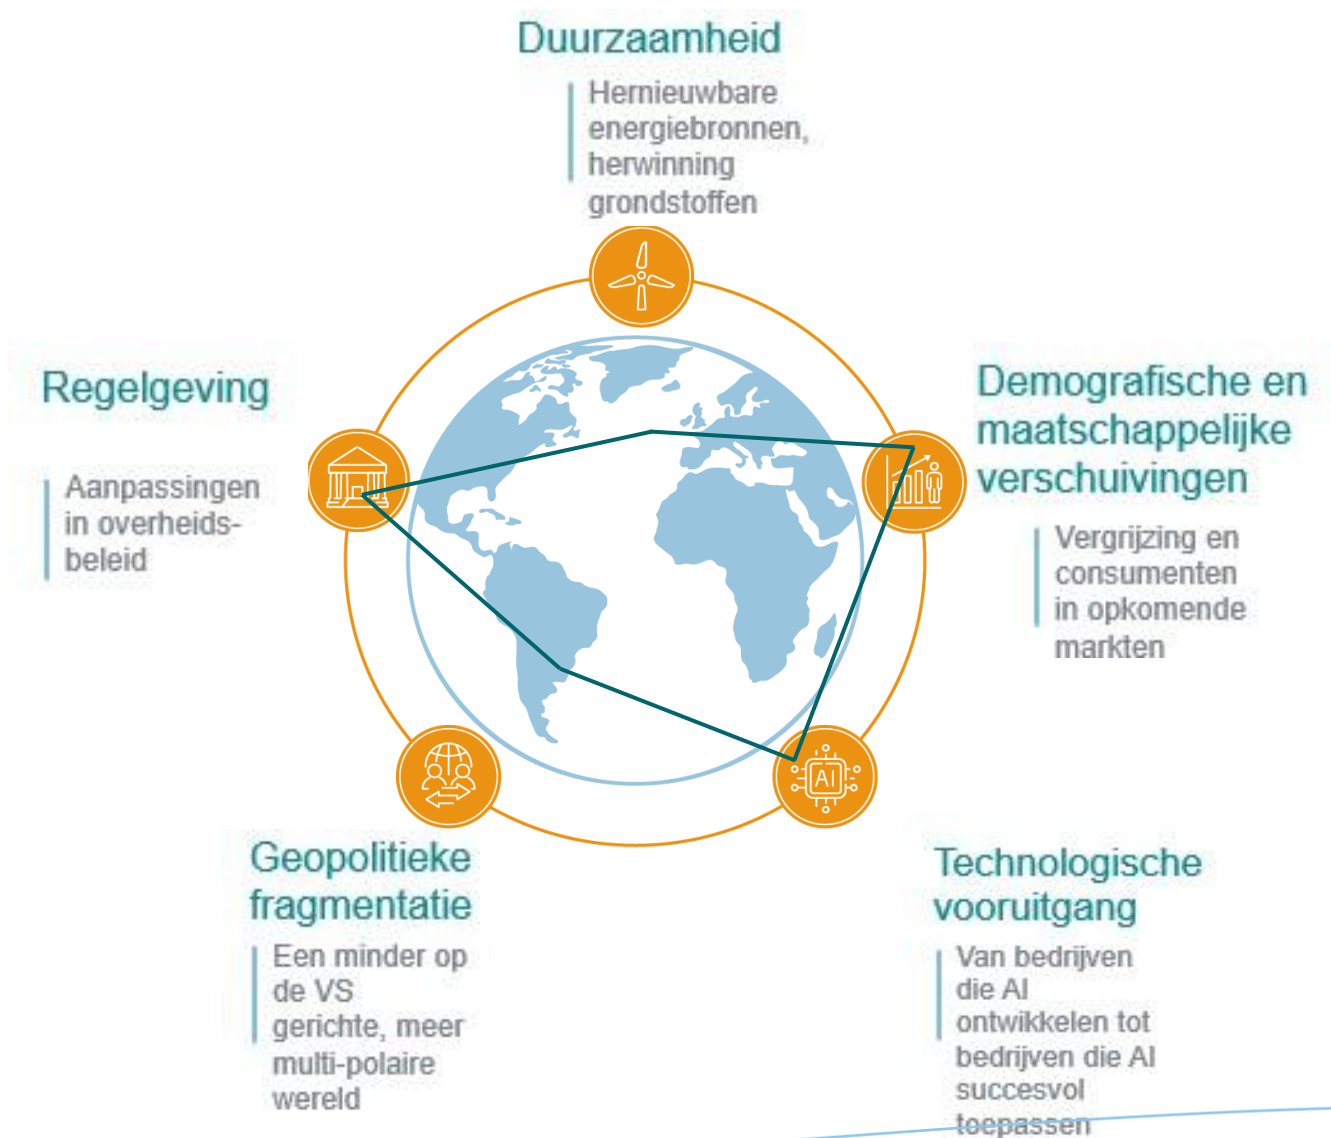 Duurzaamheid
Hernieuwbare
energiebronnen,
herwinning
grondstoffen
Regelgeving
Aanpassingen
in overheids-
beleid
Demografische en
maatschappelijke
verschuivingen
Vergrijzing en
consumenten
in opkomende
markten
AI
Geopolitieke
fragmentatie
Een minder op
de VS
gerichte, meer
multi-polaire
wereld
Technologische
vooruitgang
Van bedrijven
die AI
ontwikkelen tot
bedrijven die AI
succesvol
toepassen